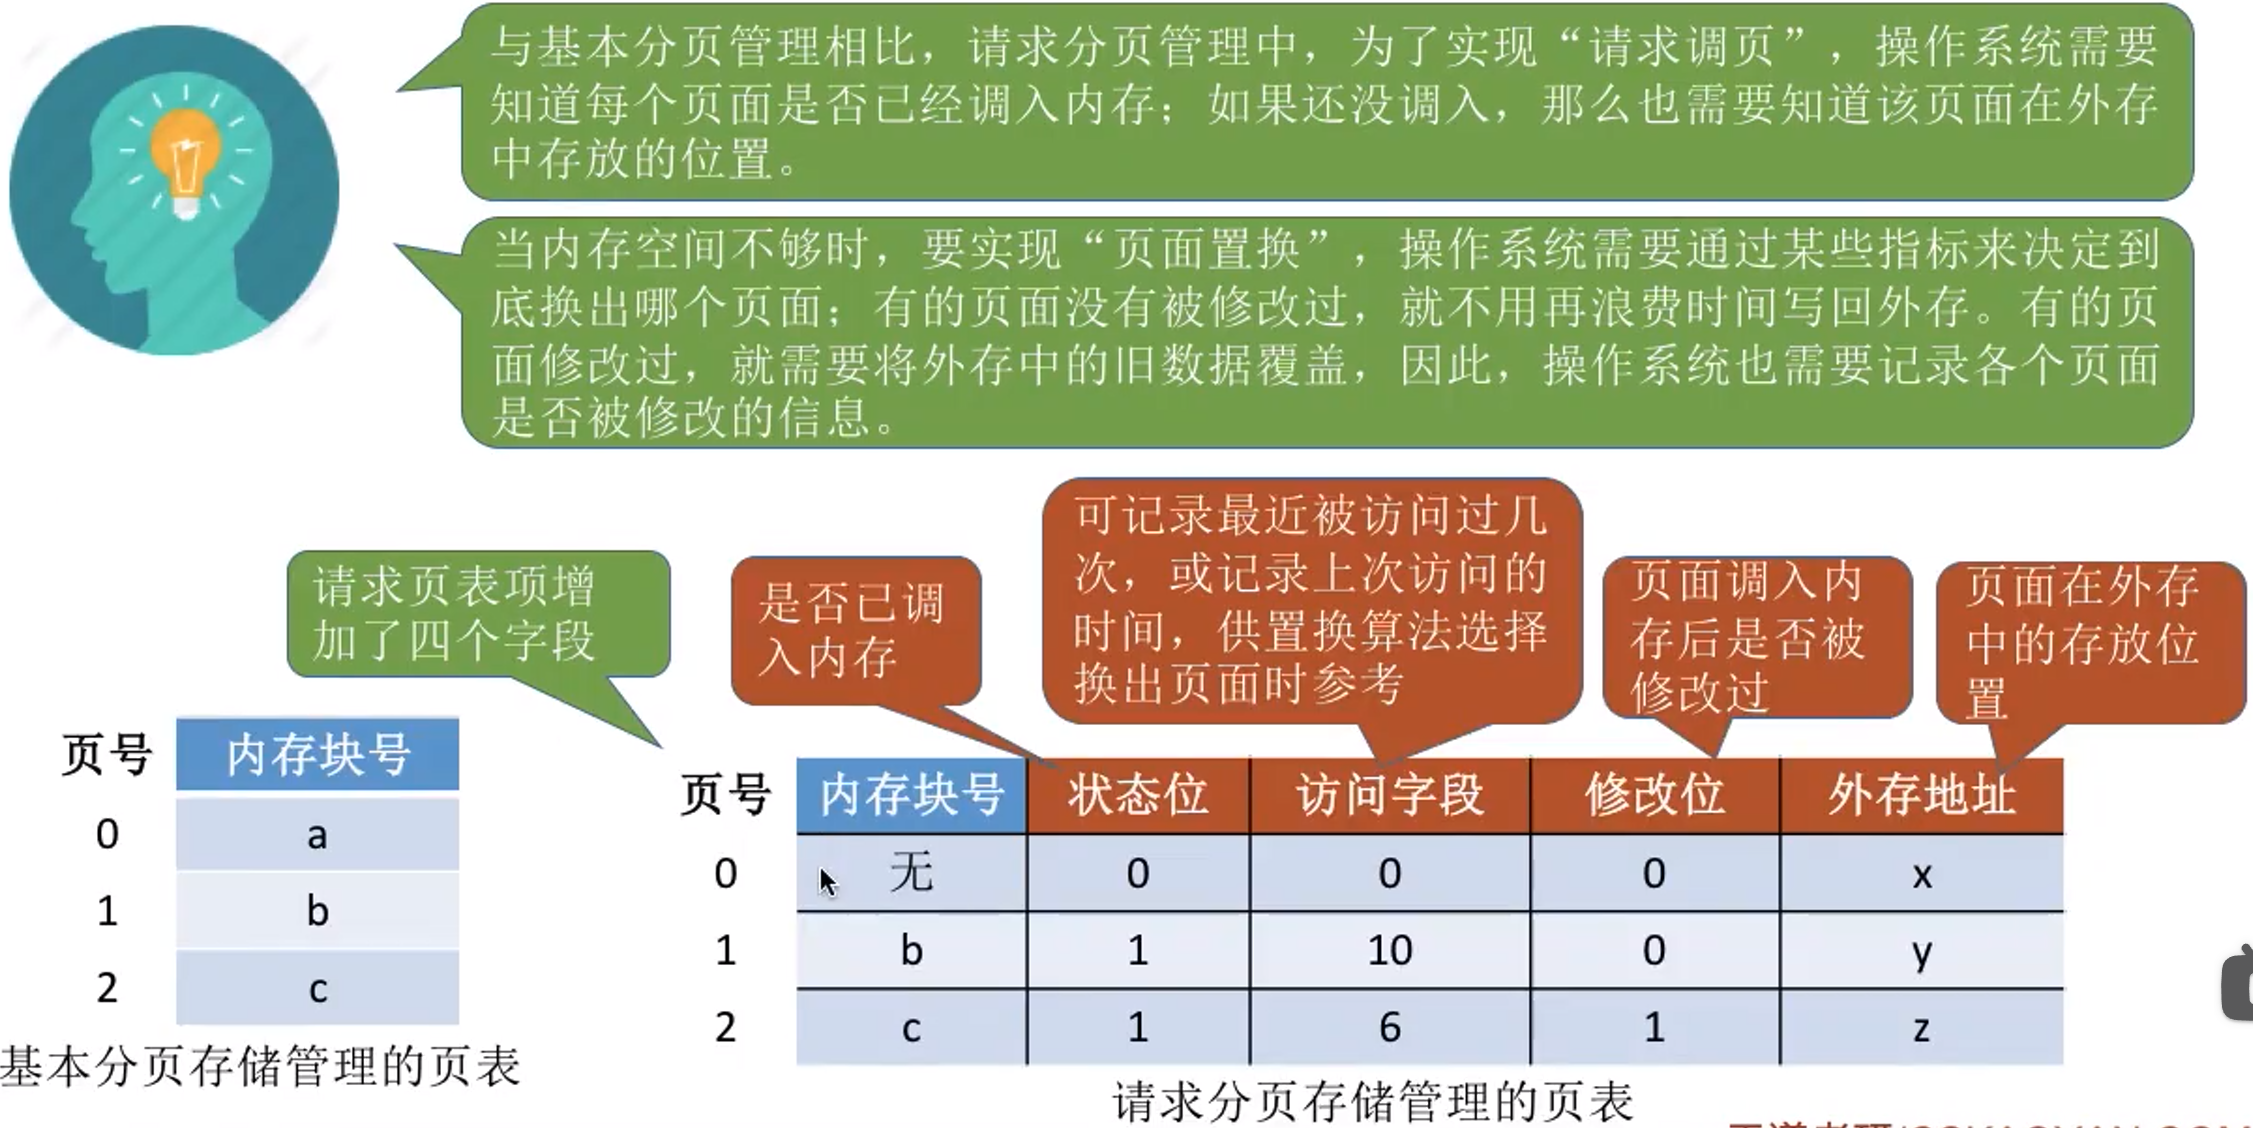 与基本分页管理相比，请求分页管理中，为了实现“请求调页”，操作系统需要
知道每个页面是否已经调入内存；如果还没调入，那么也需要知道该页面在外存
中存放的位置。
当内存空间不够时，要实现“页面置换”，操作系统需要通过某些指标来决定到
底换出哪个页面；有的页面没有被修改过，就不用再浪费时间写回外存。有的页
面修改过，就需要将外存中的旧数据覆盖，因此，操作系统也需要记录各个页面
是否被修改的信息。
请求页表项增
加了四个字段
是否已调
入内存
可记录最近被访问过几
次，或记录上次访问的
时间，供置换算法选择
换出页面时参考
页面调入内
存后是否被
修改过
页面在外存
中的存放位
置
页号 内存块号
0 a
1 b
2 c
基本分页存储管理的页表
页号 内存块号 状态位 访问字段 修改位 外存地址
0 无 0 0 0 x
1 b 1 10 0 y
2 c 1 6 1 z
请求分页存储管理的页表